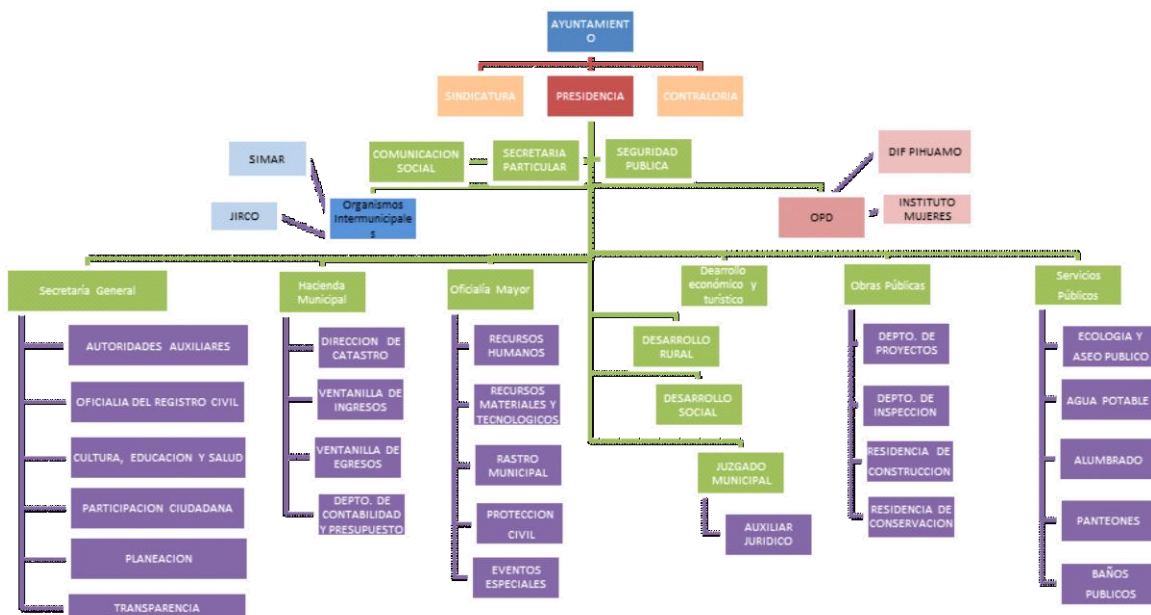 AYUNTAMIENT
O
SINDICATURA
PRESIDENCIA
CONTRALORIA
COMUNICACION
SOCIAL
SECRETARIA
PARTICULAR
SEGURIDAD
PUBLICA
SIMAR
JIRCO
Organismos
Intermunicipale
s
DIF PIHUAMO
OPD
INSTITUTO
MUJERES
Secretaría General
AUTORIDADES AUXILIARES
OFICIALIA DEL REGISTRO CIVIL
CULTURA, EDUCACION Y SALUD
PARTICIPACION CIUDADANA
PLANEACION
TRANSPARENCIA
Hacienda
Municipal
DIRECCION DE
CATASTRO
VENTANILLA DE
INGRESOS
VENTANILLA DE
EGRESOS
DEPTO. DE
CONTABILIDAD
Y PRESUPUESTO
Oficialía Mayor
RECURSOS
HUMANOS
RECURSOS
MATERIALES Y
TECNOLOGICOS
RASTRO
MUNICIPAL
PROTECCION
CIVIL
EVENTOS
ESPECIALES
Dearrollo
económico y
turístico
DESARROLLO
RURAL
DESARROLLO
SOCIAL
JUZGADO
MUNICIPAL
AUXILIAR
JURIDICO
Obras Públicas
DEPTO. DE
PROYECTOS
DEPTO. DE
INSPECCION
RESIDENCIA DE
CONSTRUCCION
RESIDENCIA DE
CONSERVACION
Servicios
Públicos
ECOLOGIA Y
ASEO PUBLICO
AGUA POTABLE
ALUMBRADO
PANTEONES
BAÑOS
PUBLICOS